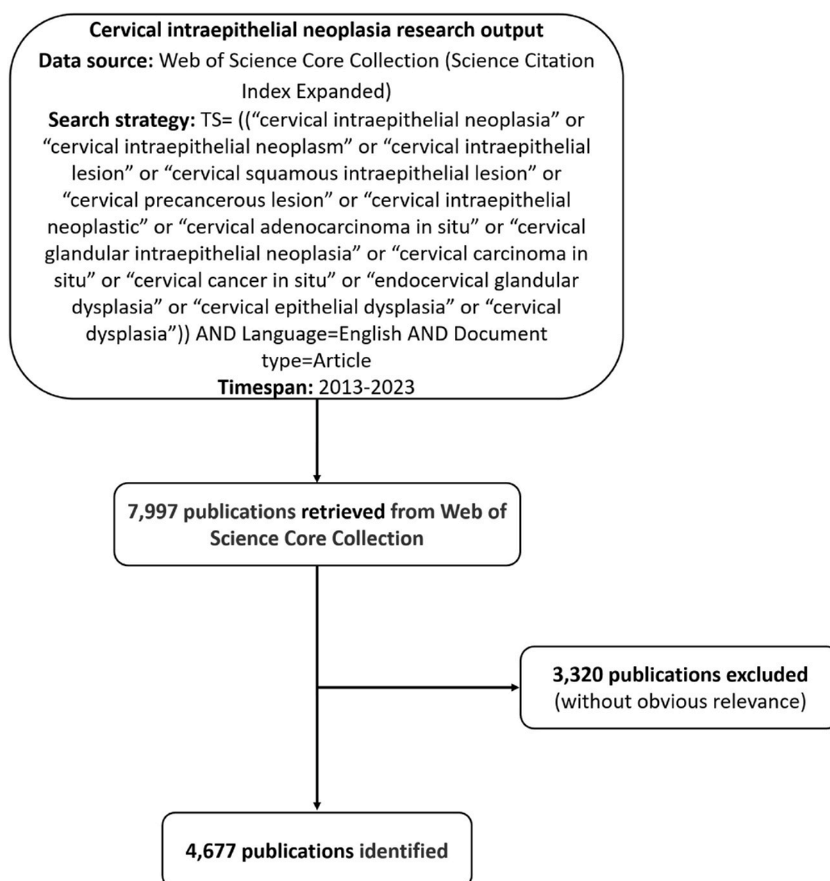 Cervical intraepithelial neoplasia research output
Data source: Web of Science Core Collection (Science Citation
Index Expanded)
Search strategy: TS= ((“cervical intraepithelial neoplasia” or
“cervical intraepithelial neoplasm” or “cervical intraepithelial
lesion” or “cervical squamous intraepithelial lesion” or
“cervical precancerous lesion” or “cervical intraepithelial
neoplastic” or “cervical adenocarcinoma in situ” or “cervical
glandular intraepithelial neoplasia” or “cervical carcinoma in
situ” or “cervical cancer in situ” or “endocervical glandular
dysplasia” or “cervical epithelial dysplasia” or “cervical
dysplasia”)) AND Language=English AND Document
type=Article
Timespan: 2013-2023
7,997 publications retrieved from Web of
Science Core Collection
3,320 publications excluded
(without obvious relevance)
4,677 publications identified